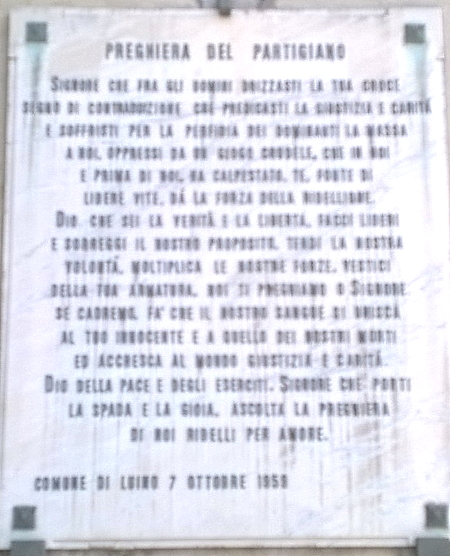 PREGHIERA DEL PARTIGIANO
SIGNORE CHE FRA GLI UOMINI DRIZZASTI LA TUA CROCE
SEGNO DI CONTRADDIZIONE CHE PREDICASTI LA GIUSTIZIA E CARITÀ
E SOFFRISTI PER LA PERFIDIA DEI DOMINANTI LA MASSA
A NOI, OPPRESSI DA UN GIOGO CRUDELE, CHE IN NOI
E PRIMA DI NOI, HA CALPESTATO, TE, FONTE DI
LIBERE VITE, DÀ LA FORZA DELLA RIBELLIONE.
DIO CHE SEI LA VERITÀ E LA LIBERTÀ, FACCI LIBERI
E SORREGGI IL NOSTRO PROPOSITO, TENDI LA NOSTRA
VOLONTÀ, MOLTIPLICA LE NOSTRE FORZE, VESTICI
DELLA TUA ARMATURA. NOI TI PREGHIAMO O SIGNORE.
SE CADREMO, FA' CHE IL NOSTRO SANGUE SI UNISCA
AL TUO INNOCENTE E A QUELLO DEI NOSTRI MORTI
ED ACCRESCA AL MONDO GIUSTIZIA E CARITÀ.
DIO DELLA PACE E DEGLI ESERCITI, SIGNORE CHE PORTI
LA SPADA E LA GIOIA, ASCOLTA LA PREGHIERA
DI NOI RIBELLI PER AMORE.
COMUNE DI LUINO 7 OTTOBRE 1959